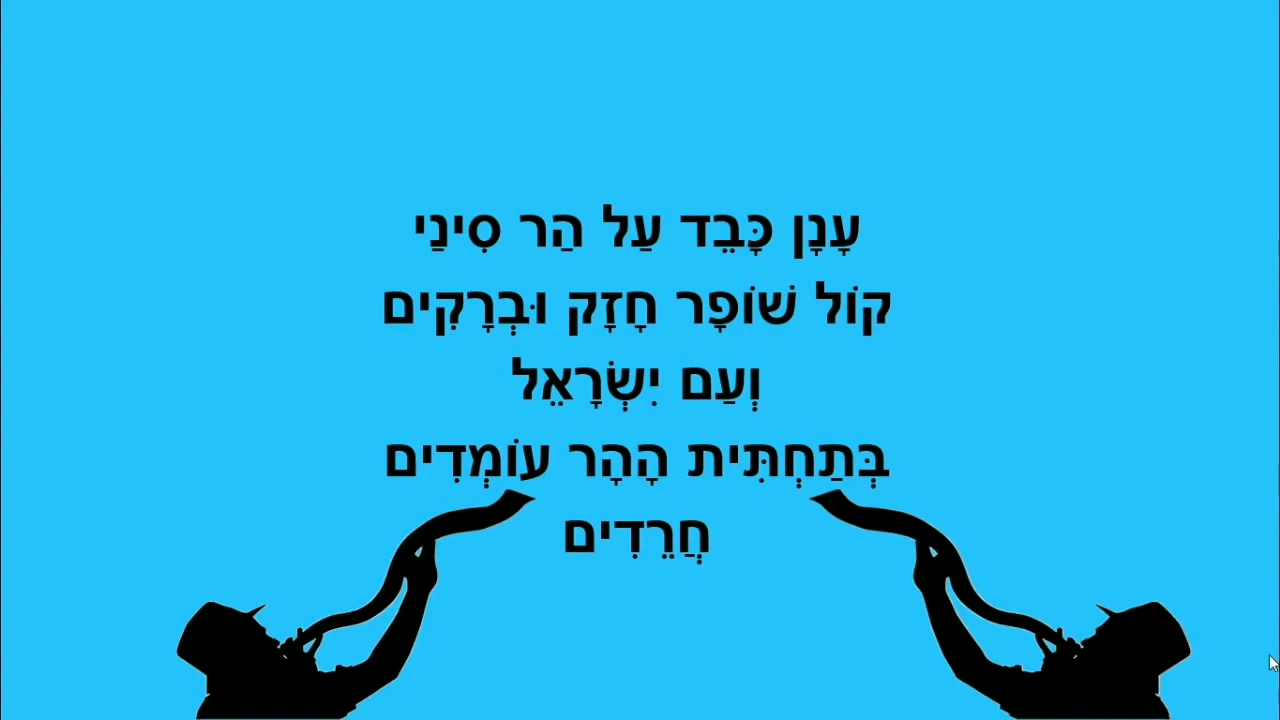 עָנָן כָּבֵד עַל הַר סִינַי
קוֹל שׁוֹפָר חָזָק וּבְרָקִים
וְעַם יִשְׂרָאֵל
בְּתַחְתִּית הָהָר עוֹמְדִים
חֲרֵדִים